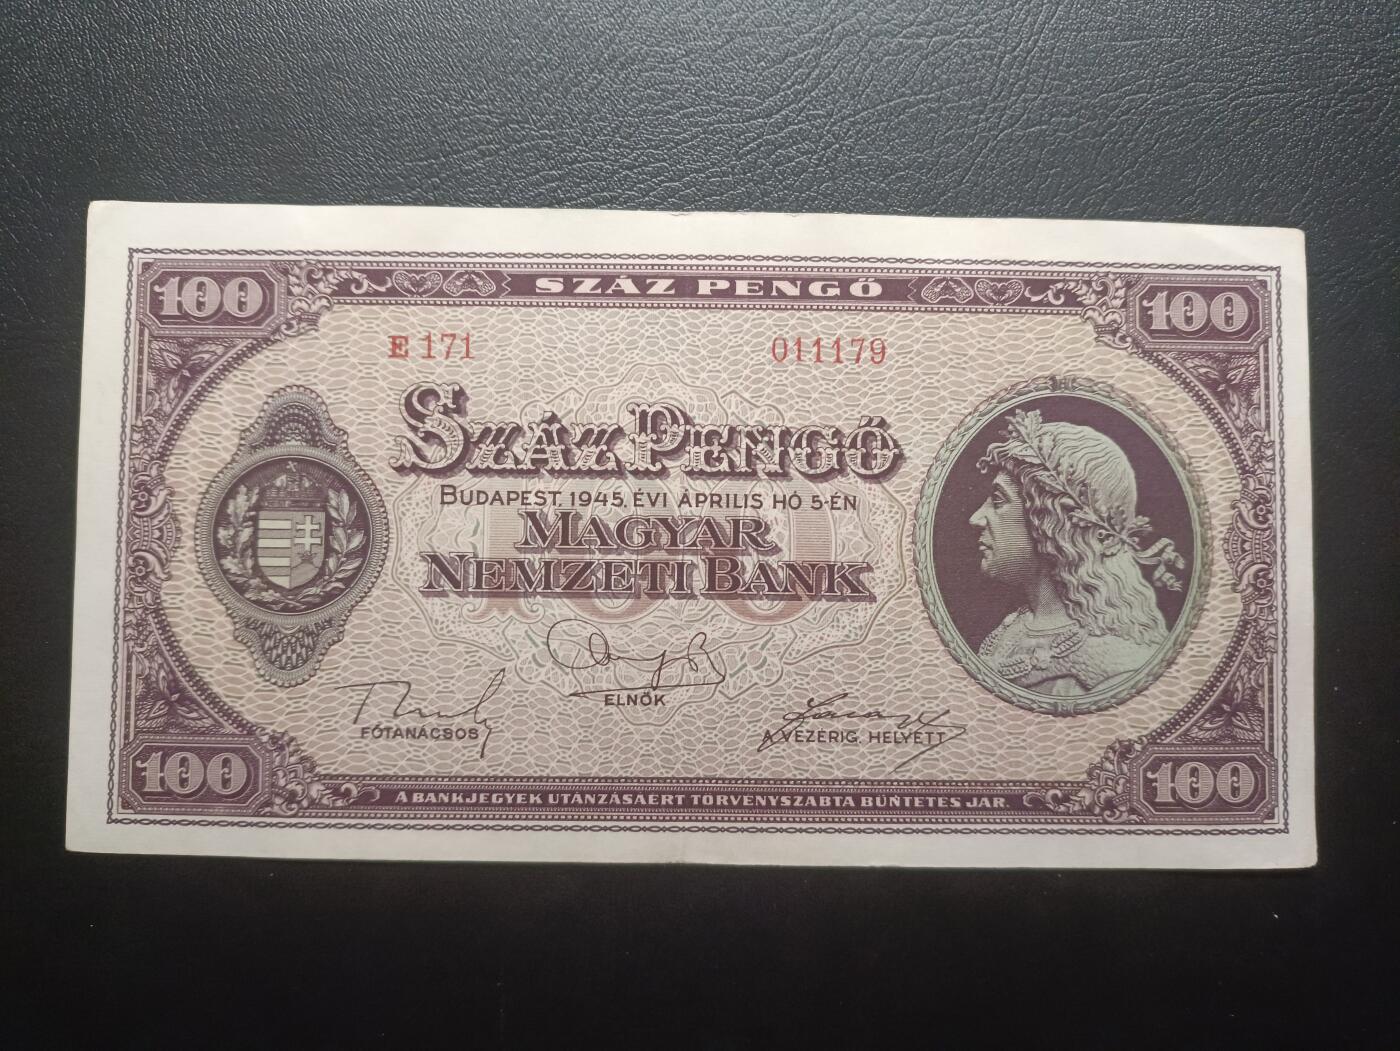 100 SZÁZ PENGŐ 100
E 171 011179
SZÁZ PENGŐ
BUDAPEST, 1945. ÉVI ÁPRILIS HÓ 5-ÉN
MAGYAR
NEMZETI BANK
100
ELNÖK
FŐTANÁCSOS
A VEZÉRIG. HELYETT
100 A BANKJEGYEK UTÁNZÁSÁÉRT TÖRVÉNYSZABTA BÜNTETÉS JÁR. 100